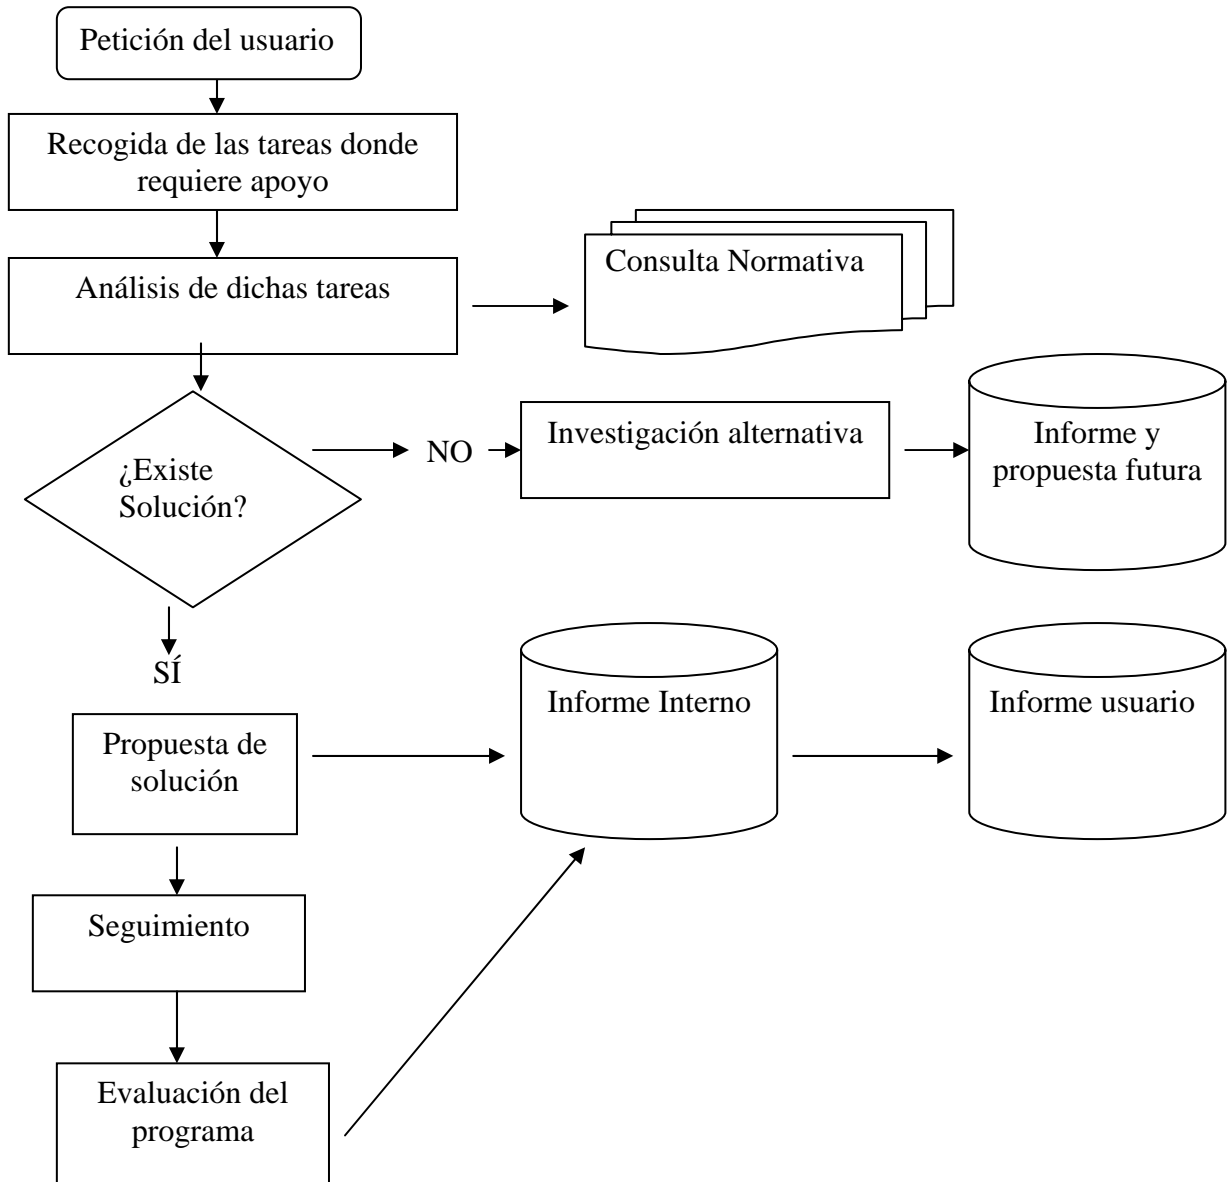 Petición del usuario
Recogida de las tareas donde
requiere apoyo
Análisis de dichas tareas
Consulta Normativa
¿Existe
Solución?
NO
Investigación alternativa
Informe y
propuesta futura
SÍ
Propuesta de
solución
Informe Interno
Informe usuario
Seguimiento
Evaluación del
programa